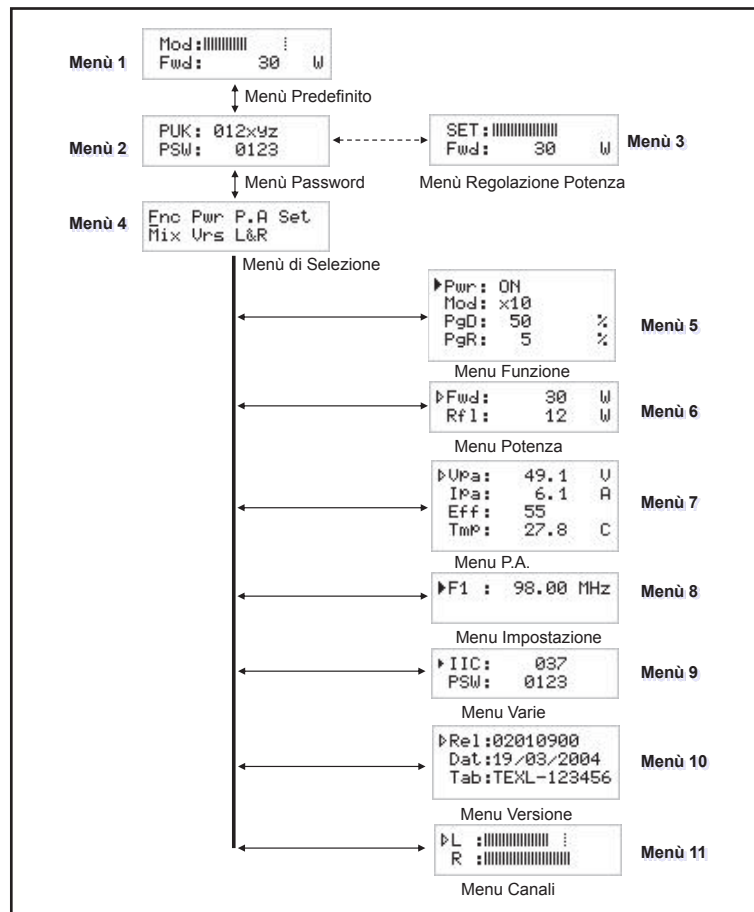 Menù 1
Mod:
Fwd: 30 W
Menù Predefinito
Menù 2
PUK: 012xyz
PSW: 0123
SET:
Fwd: 30 W
Menù 3
Menù Password
Menù Regolazione Potenza
Menù 4
Fnc Pwr P.A Set
Mix Vrs L&R
Menù di Selezione
Pwr: ON
Mod: x10
PgD: 50 %
PgR: 5 %
Menù 5
Menu Funzione
Fwd: 30 W
Rfl: 12 W
Menù 6
Menu Potenza
Vpa: 49.1 V
Ipa: 6.1 A
Eff: 55
Tmp: 27.8 C
Menù 7
Menu P.A.
F1 : 98.00 MHz
Menù 8
Menu Impostazione
IIC: 037
PSW: 0123
Menù 9
Menu Varie
Rel:02010900
Dat:19/03/2004
Tab:TEXL-123456
Menù 10
Menu Versione
L :
R :
Menù 11
Menu Canali